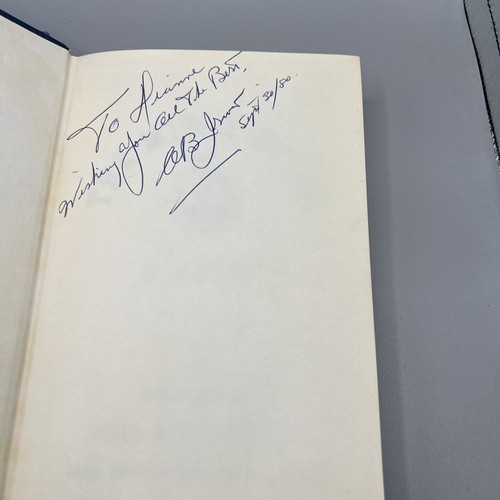 To Dianne
Wishing you all the Best.
Sept 30/80.